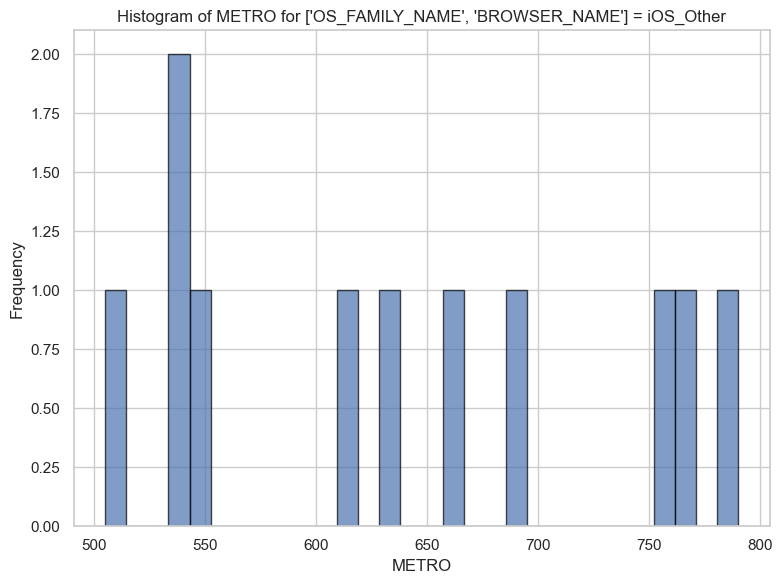 Histogram of METRO for ['OS_FAMILY_NAME', 'BROWSER_NAME'] = iOS_Other
2.00
1.75
1.50
1.25
1.00
0.75
0.50
0.25
0.00
Frequency
500 550 600 650 700 750 800
METRO